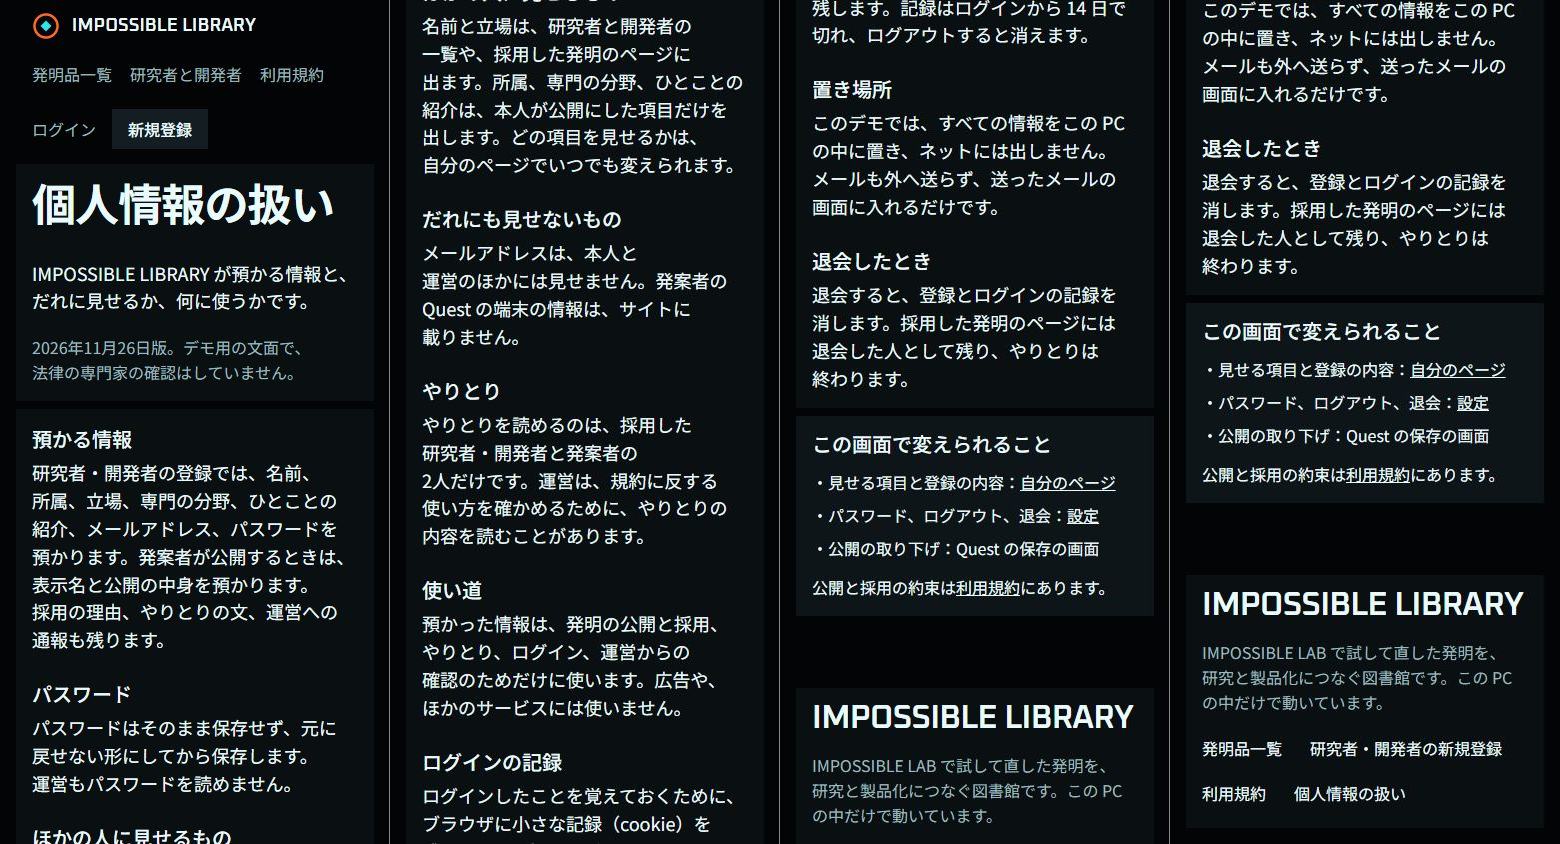 IMPOSSIBLE LIBRARY
発明品一覧 研究者と開発者 利用規約
ログイン 新規登録
個人情報の扱い
IMPOSSIBLE LIBRARY が預かる情報と、
だれに見せるか、何に使うかです。
2026年11月26日版。デモ用の文面で、
法律の専門家の確認はしていません。
預かる情報
研究者・開発者の登録では、名前、
所属、立場、専門の分野、ひとことの
紹介、メールアドレス、パスワードを
預かります。発案者が公開するときは、
表示名と公開の中身を預かります。
採用の理由、やりとりの文、運営への
通報も残ります。
パスワード
パスワードはそのまま保存せず、元に
戻せない形にしてから保存します。
運営もパスワードを読めません。
ほかの人に見せるもの
名前と立場は、研究者と開発者の
一覧や、採用した発明のページに
出ます。所属、専門の分野、ひとことの
紹介は、本人が公開にした項目だけを
出します。どの項目を見せるかは、
自分のページでいつでも変えられます。
だれにも見せないもの
メールアドレスは、本人と
運営のほかには見せません。発案者の
Quest の端末の情報は、サイトに
載りません。
やりとり
やりとりを読めるのは、採用した
研究者・開発者と発案者の
2人だけです。運営は、規約に反する
使い方を確かめるために、やりとりの
内容を読むことがあります。
使い道
預かった情報は、発明の公開と採用、
やりとり、ログイン、運営からの
確認のためだけに使います。広告や、
ほかのサービスには使いません。
ログインの記録
ログインしたことを覚えておくために、
ブラウザに小さな記録（cookie）を
残します。記録はログインから 14 日で
切れ、ログアウトすると消えます。
置き場所
このデモでは、すべての情報をこの PC
の中に置き、ネットには出しません。
メールも外へ送らず、送ったメールの
画面に入れるだけです。
退会したとき
退会すると、登録とログインの記録を
消します。採用した発明のページには
退会した人として残り、やりとりは
終わります。
この画面で変えられること
・見せる項目と登録の内容：自分のページ
・パスワード、ログアウト、退会：設定
・公開の取り下げ：Quest の保存の画面
公開と採用の約束は利用規約にあります。
IMPOSSIBLE LIBRARY
IMPOSSIBLE LAB で試して直した発明を、
研究と製品化につなぐ図書館です。この PC
の中だけで動いています。
このデモでは、すべての情報をこの PC
の中に置き、ネットには出しません。
メールも外へ送らず、送ったメールの
画面に入れるだけです。
退会したとき
退会すると、登録とログインの記録を
消します。採用した発明のページには
退会した人として残り、やりとりは
終わります。
この画面で変えられること
・見せる項目と登録の内容：自分のページ
・パスワード、ログアウト、退会：設定
・公開の取り下げ：Quest の保存の画面
公開と採用の約束は利用規約にあります。
IMPOSSIBLE LIBRARY
IMPOSSIBLE LAB で試して直した発明を、
研究と製品化につなぐ図書館です。この PC
の中だけで動いています。
発明品一覧 研究者・開発者の新規登録
利用規約 個人情報の扱い